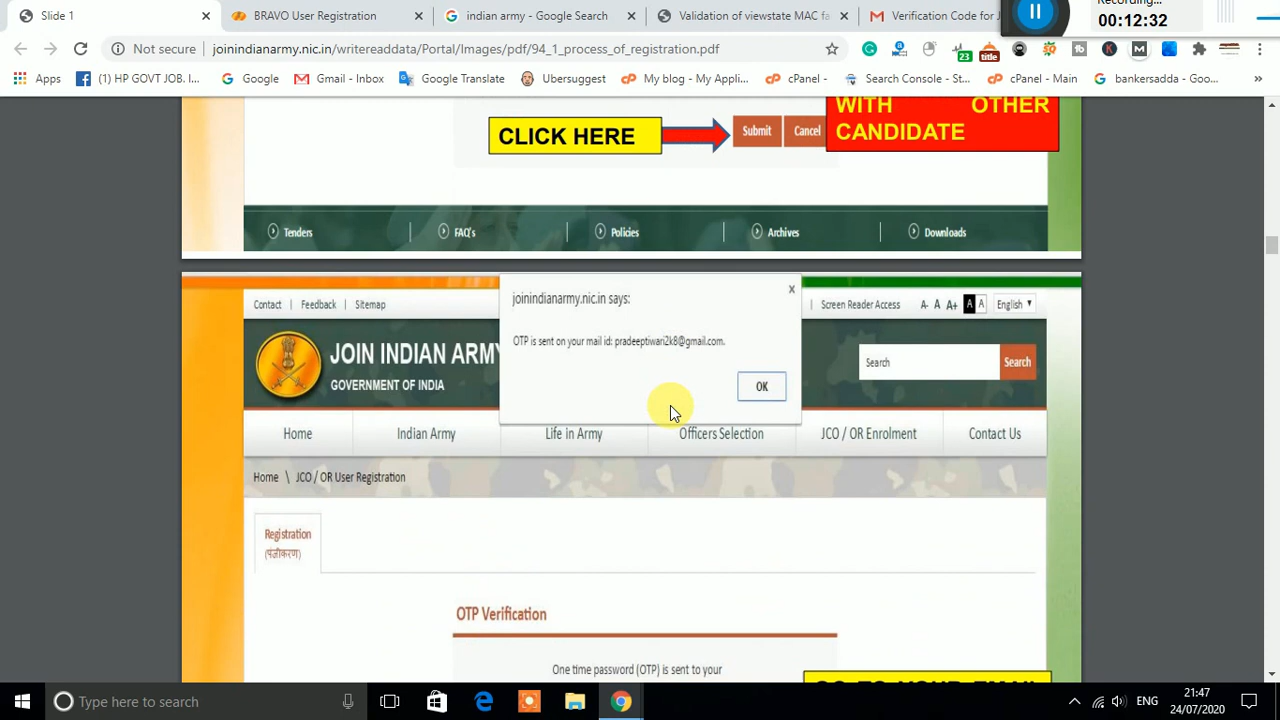 Slide 1
BRAVO User Registration
indian army - Google Search
Validation of viewstate MAC fa
Verification Code for J
Recording...
00:12:32
Not secure
joinindianarmy.nic.in/writereaddata/Portal/Images/pdf/94_1_process_of_registration.pdf
23
title
Apps
(1) HP GOVT JOB. I...
Google
Gmail - Inbox
Google Translate
Ubersuggest
My blog - My Appli...
cPanel -
Search Console - St...
cPanel - Main
bankersadda - Goo...
WITH OTHER
CANDIDATE
CLICK HERE
Submit
Cancel
Tenders
FAQ's
Policies
Archives
Downloads
Contact
Feedback
Sitemap
Screen Reader Access
A- A A+ A A
English
joinindianarmy.nic.in says:
OTP is sent on your mail id: pradeeptiwari2k8@gmail.com.
OK
JOIN INDIAN ARMY
GOVERNMENT OF INDIA
Search
Search
Home
Indian Army
Life in Army
Officers Selection
JCO / OR Enrolment
Contact Us
Home \ JCO / OR User Registration
Registration
(पंजीकरण)
OTP Verification
One time password (OTP) is sent to your
GO TO YOUR EMAIL
Type here to search
ENG
21:47
24/07/2020